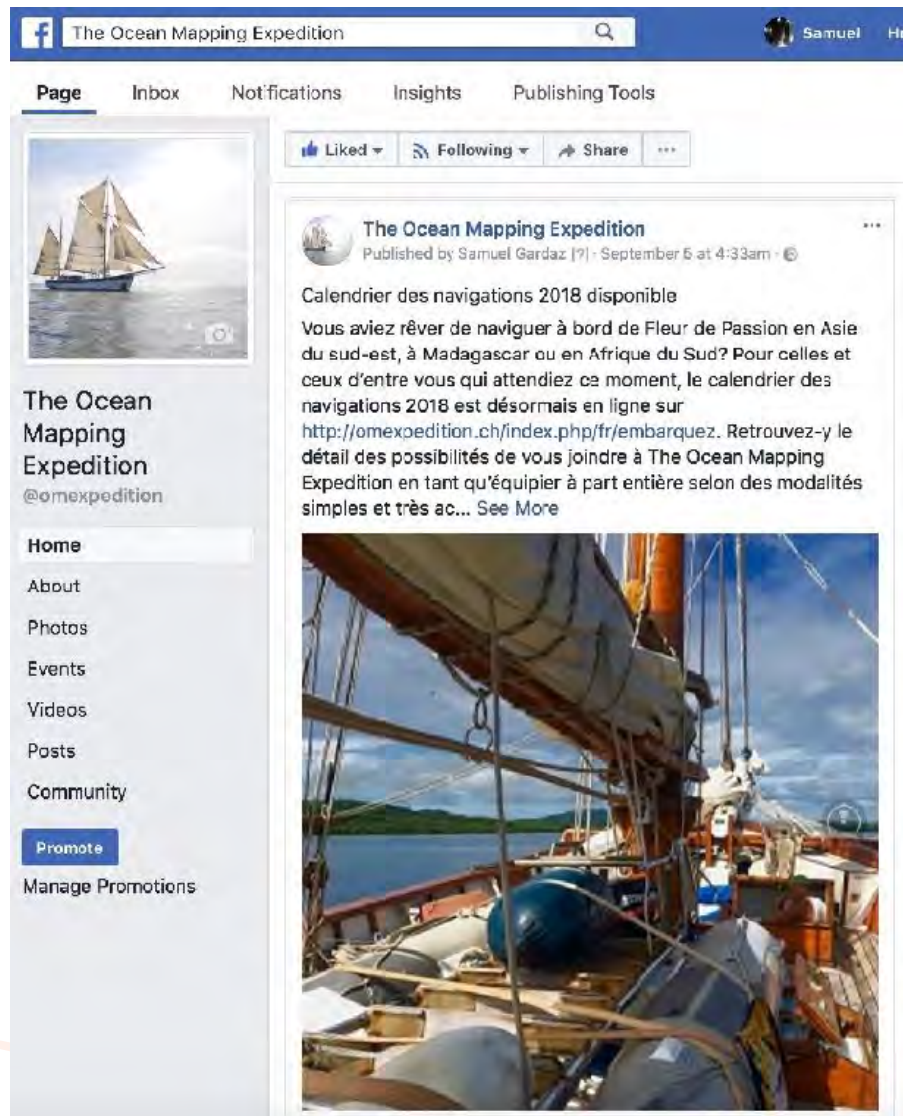 The Ocean Mapping Expedition
Samuel
Page
Inbox
Notifications
Insights
Publishing Tools
Liked
Following
Share
The Ocean Mapping Expedition
Published by Samuel Gardaz [?] · September 5 at 4:33am ·
Calendrier des navigations 2018 disponible
Vous aviez rêver de naviguer à bord de Fleur de Passion en Asie
du sud-est, à Madagascar ou en Afrique du Sud? Pour celles et
ceux d'entre vous qui attendiez ce moment, le calendrier des
navigations 2018 est désormais en ligne sur
http://omexpedition.ch/index.php/fr/embarquez. Retrouvez-y le
détail des possibilités de vous joindre à The Ocean Mapping
Expedition en tant qu'équipier à part entière selon des modalités
simples et très ac... See More
The Ocean
Mapping
Expedition
@omexpedition
Home
About
Photos
Events
Videos
Posts
Community
Promote
Manage Promotions